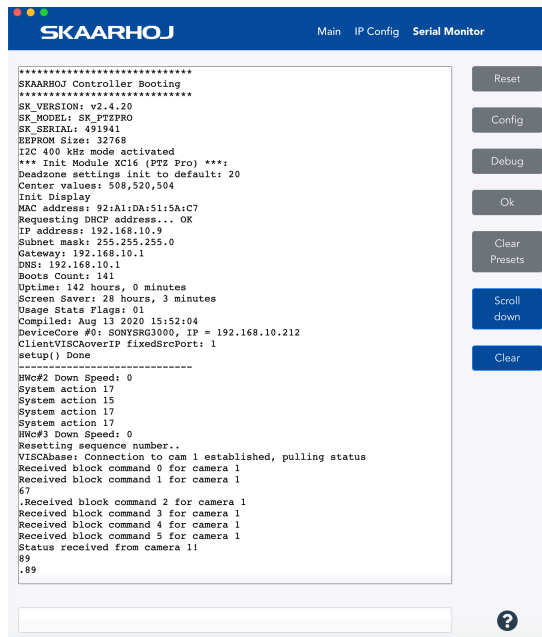 SKAARHOJ
Main IP Config Serial Monitor
*****************************
SKAARHOJ Controller Booting
*****************************
SK_VERSION: v2.4.20
SK_MODEL: SK_PTZPRO
SK_SERIAL: 491941
EEPROM Size: 32768
I2C 400 kHz mode activated
*** Init Module XC16 (PTZ Pro) ***:
Deadzone settings init to default: 20
Center values: 508,520,504
Init Display
MAC address: 92:A1:DA:51:5A:C7
Requesting DHCP address... OK
IP address: 192.168.10.9
Subnet mask: 255.255.255.0
Gateway: 192.168.10.1
DNS: 192.168.10.1
Boots Count: 141
Uptime: 142 hours, 0 minutes
Screen Saver: 28 hours, 3 minutes
Usage Stats Flags: 01
Compiled: Aug 13 2020 15:52:04
DeviceCore #0: SONYSRG3000, IP = 192.168.10.212
ClientVISCAoverIP fixedSrcPort: 1
setup() Done
-----------------------------
HWc#2 Down Speed: 0
System action 17
System action 15
System action 17
System action 17
HWc#3 Down Speed: 0
Resetting sequence number..
VISCAbase: Connection to cam 1 established, pulling status
Received block command 0 for camera 1
Received block command 1 for camera 1
67
.Received block command 2 for camera 1
Received block command 3 for camera 1
Received block command 4 for camera 1
Received block command 5 for camera 1
Status received from camera 1!
89
.89
Reset
Config
Debug
Ok
Clear
Presets
Scroll
down
Clear
?